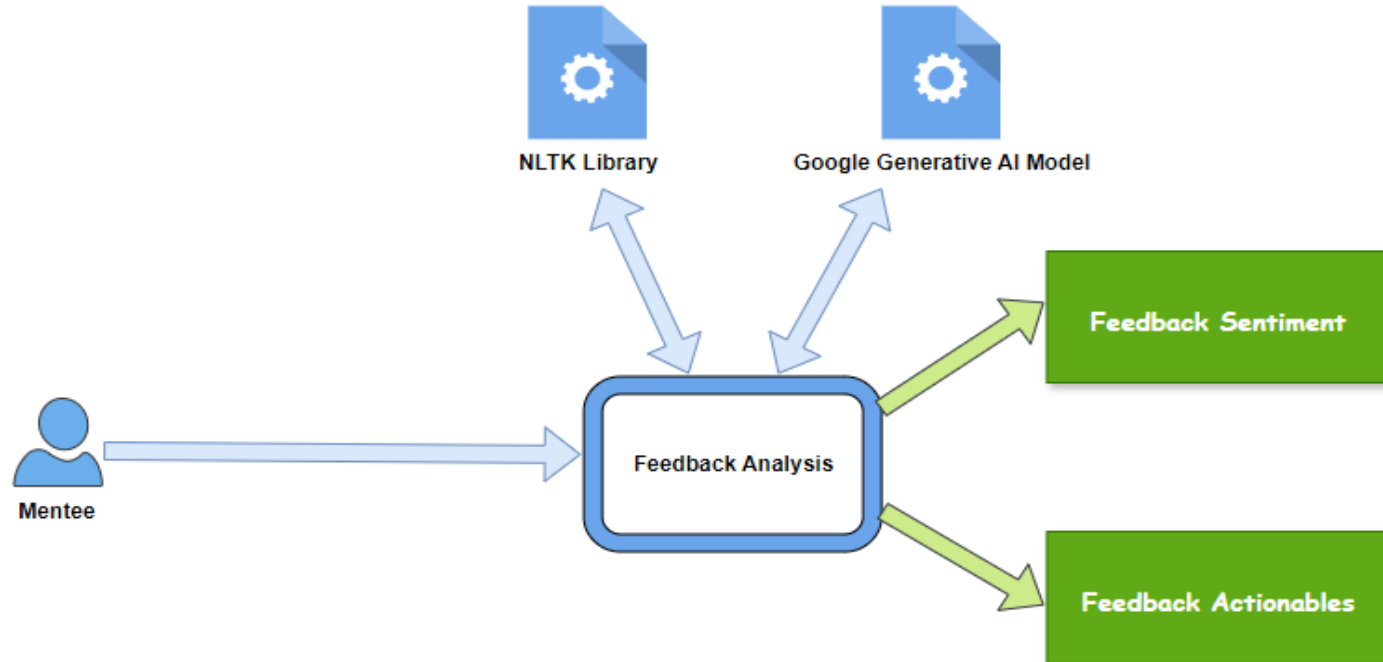 NLTK Library
Google Generative AI Model
Feedback Sentiment
Feedback Analysis
Mentee
Feedback Actionables